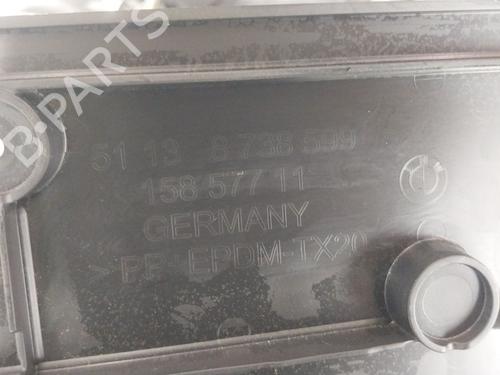 B-PARTS
51 13 8 738 599
158 577 11
GERMANY
> PP+EPDM-TX20